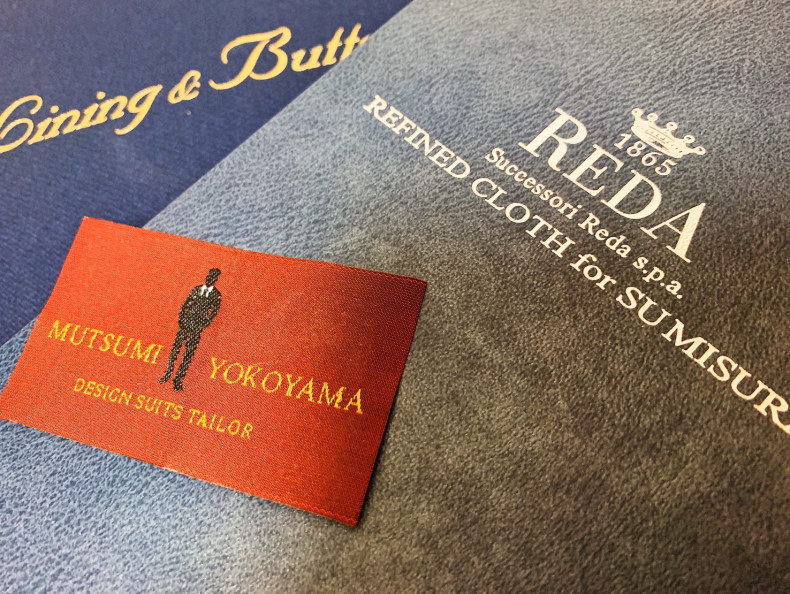 Lining & Butt
1865
REDA
Successori Reda s.p.a.
REFINED CLOTH for SUMISURA
MUTSUMI YOKOYAMA
DESIGN SUITS TAILOR